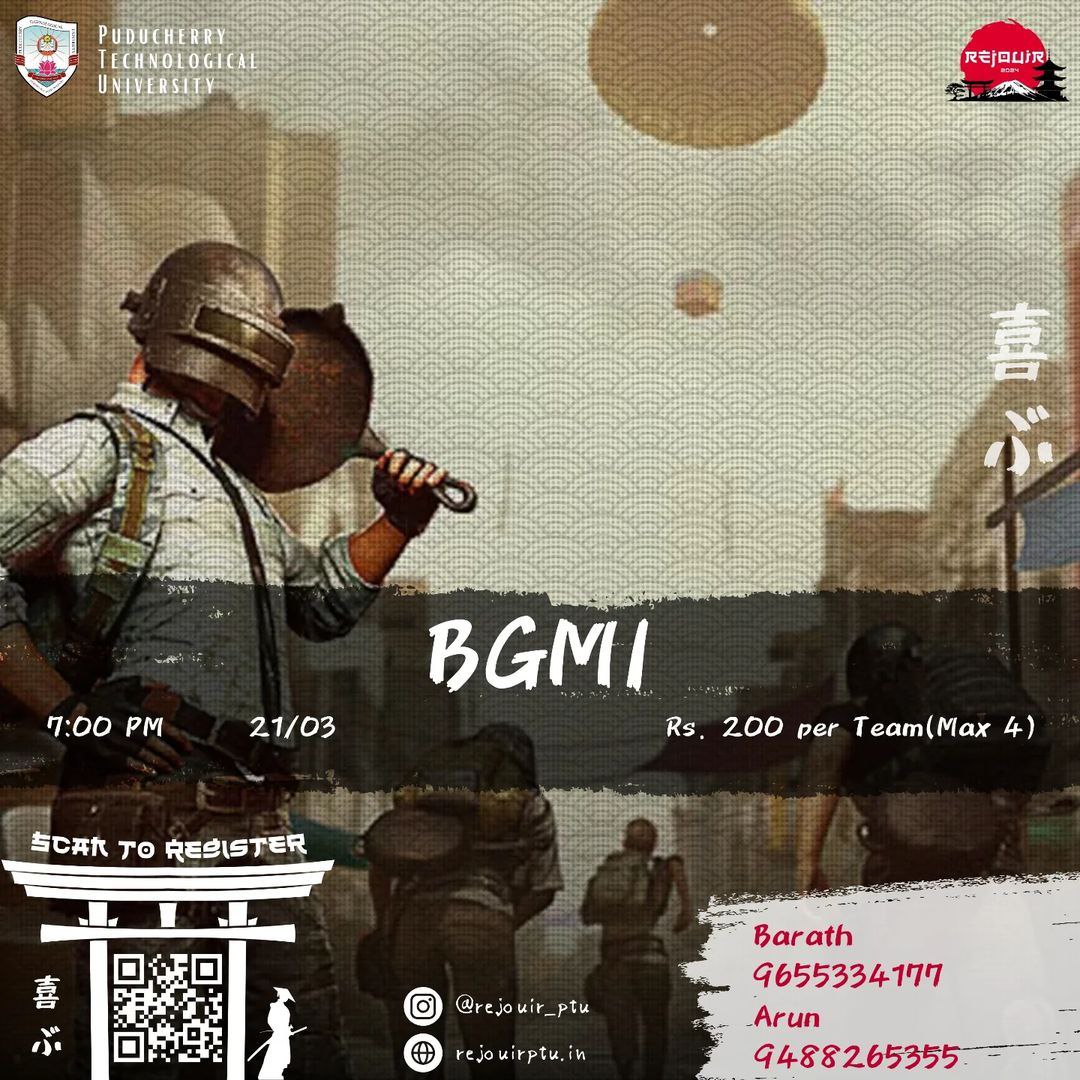 PUDUCHERRY
TECHNOLOGICAL
UNIVERSITY
REJOUIR
2024
喜
ぶ
BGMI
7:00 PM 21/03 Rs. 200 per Team(Max 4)
SCAN TO REGISTER
喜
ぶ
@rejouir_ptu
rejouirptu.in
Barath
9655334177
Arun
9488265355